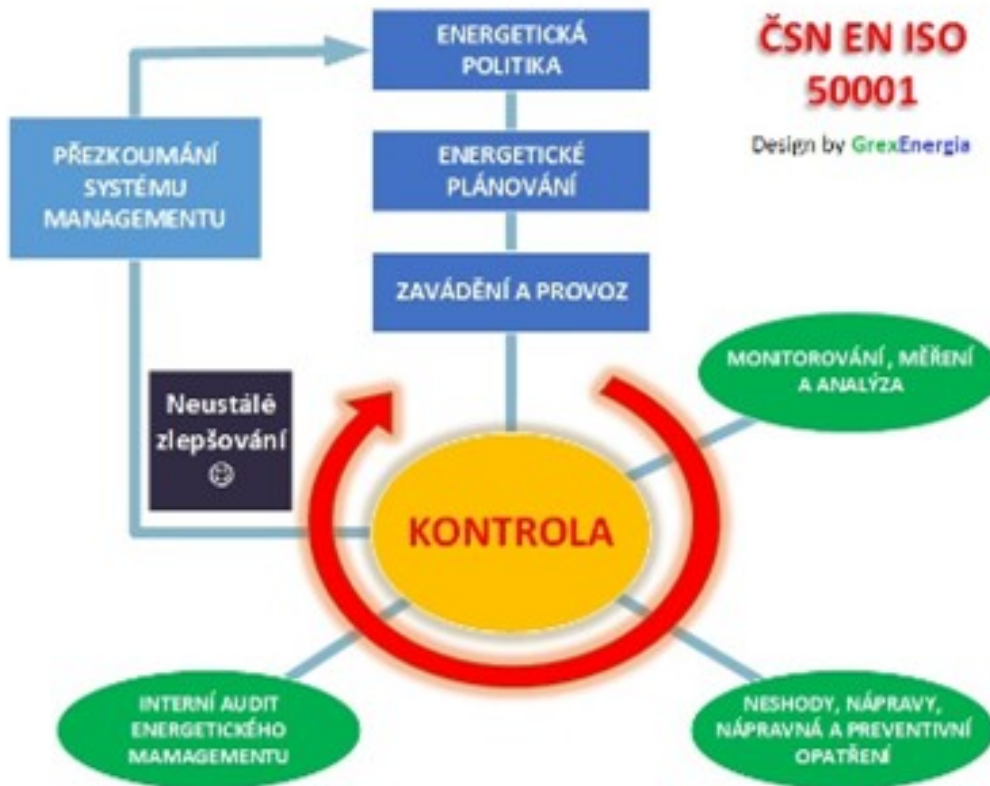 ENERGETICKÁ
POLITIKA
ČSN EN ISO
50001
Design by GrexEnergia
PŘEZKOUMÁNÍ
SYSTÉMU
MANAGEMENTU
ENERGETICKÉ
PLÁNOVÁNÍ
ZAVÁDĚNÍ A PROVOZ
MONITOROVÁNÍ, MĚŘENÍ
A ANALÝZA
Neustálé
zlepšování
☹
KONTROLA
INTERNÍ AUDIT
ENERGETICKÉHO
MAMAGEMENTU
NESHODY, NÁPRAVY,
NÁPRAVNÁ A PREVENTIVNÍ
OPATŘENÍ